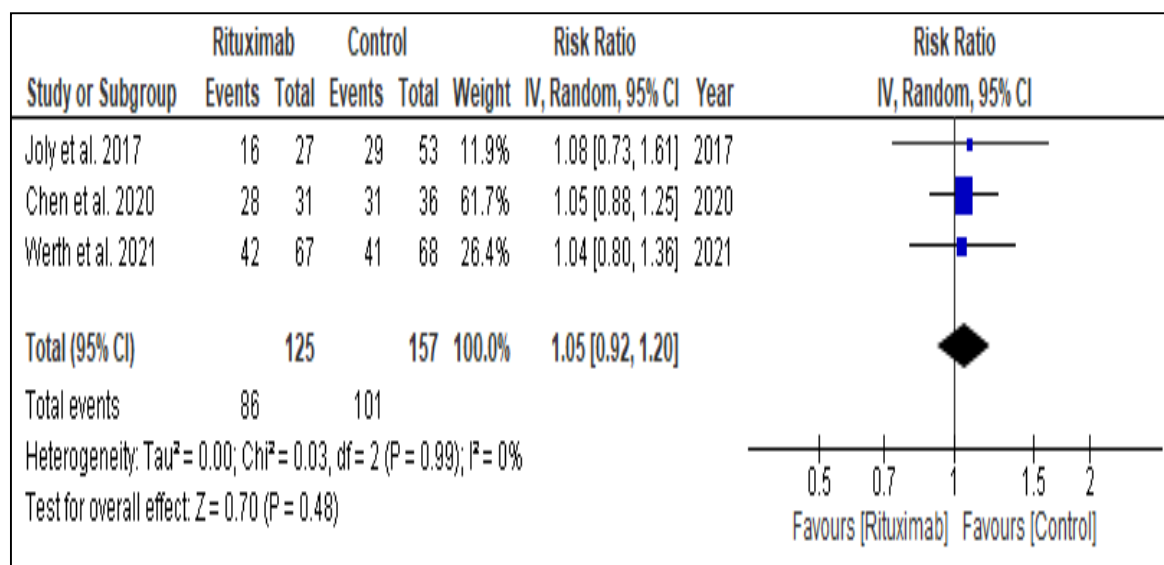 Rituximab Control Risk Ratio Risk Ratio
Study or Subgroup Events Total Events Total Weight IV, Random, 95% CI Year IV, Random, 95% CI
Joly et al. 2017 16 27 29 53 11.9% 1.08 [0.73, 1.61] 2017
Chen et al. 2020 28 31 31 36 61.7% 1.05 [0.88, 1.25] 2020
Werth et al. 2021 42 67 41 68 26.4% 1.04 [0.80, 1.36] 2021
Total (95% CI) 125 157 100.0% 1.05 [0.92, 1.20]
Total events 86 101
Heterogeneity: Tau² = 0.00; Chi² = 0.03, df = 2 (P = 0.99); I² = 0%
Test for overall effect: Z = 0.70 (P = 0.48)
0.5 0.7 1 1.5 2
Favours [Rituximab] Favours [Control]